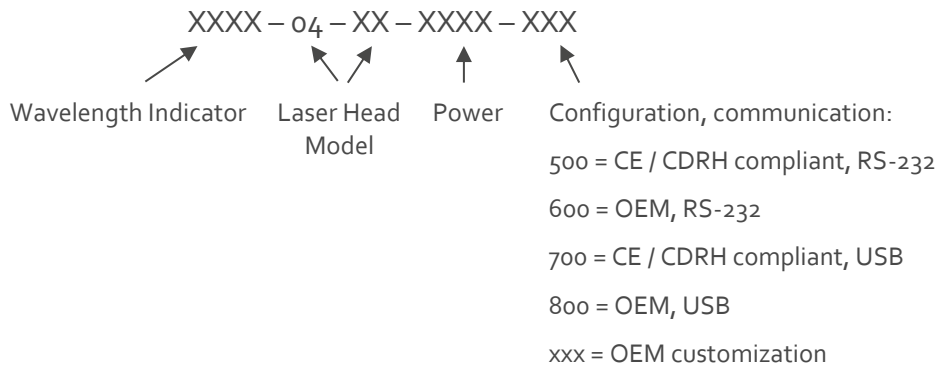 XXXX – 04 – XX – XXXX – XXX
Wavelength Indicator
Laser Head
Model
Power
Configuration, communication:
500 = CE / CDRH compliant, RS-232
600 = OEM, RS-232
700 = CE / CDRH compliant, USB
800 = OEM, USB
xxx = OEM customization